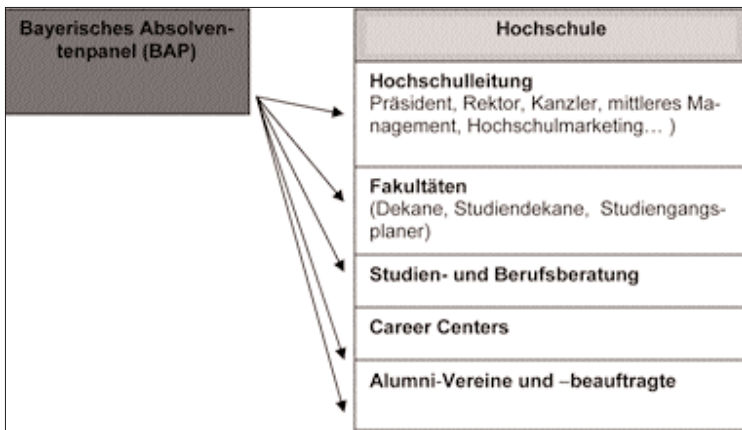 Bayerisches Absolven-
tenpanel (BAP)
Hochschule
Hochschulleitung
Präsident, Rektor, Kanzler, mittleres Ma-
nagement, Hochschulmarketing… )
Fakultäten
(Dekane, Studiendekane, Studiengangs-
planer)
Studien- und Berufsberatung
Career Centers
Alumni-Vereine und –beauftragte